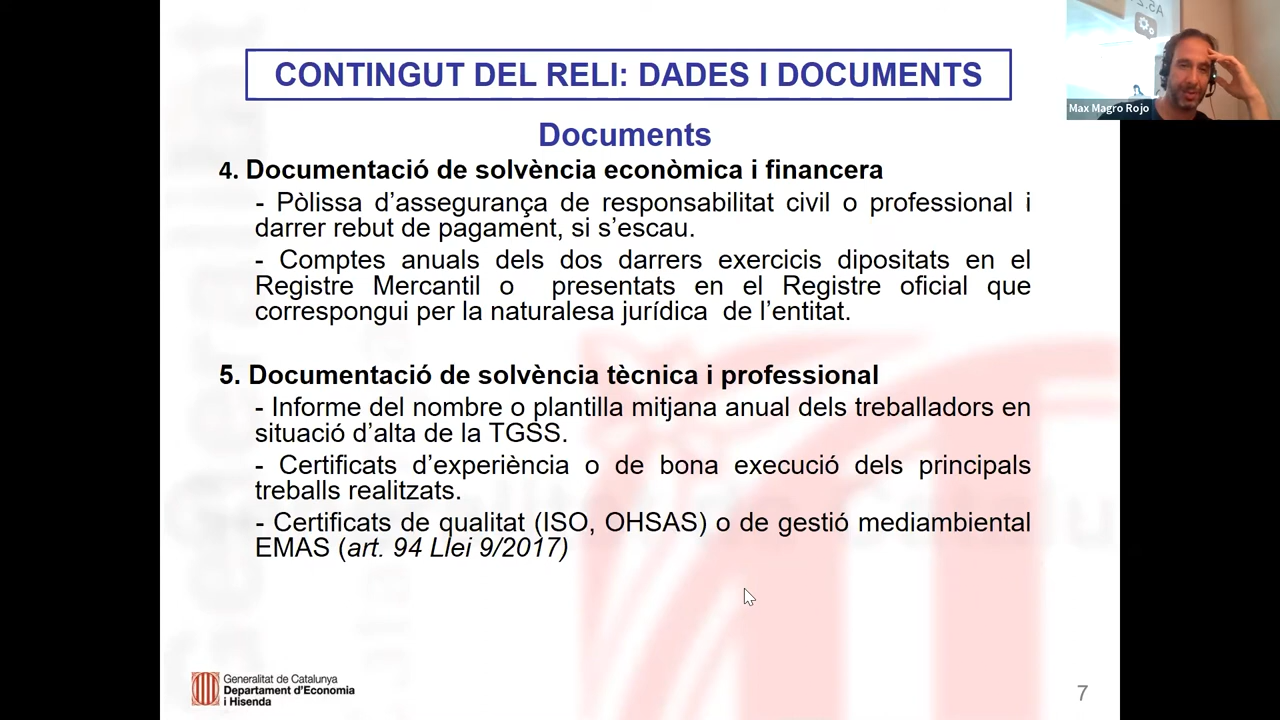 CONTINGUT DEL RELI: DADES I DOCUMENTS
Max Magro Rojo
Documents
4. Documentació de solvència econòmica i financera
- Pòlissa d’assegurança de responsabilitat civil o professional i
darrer rebut de pagament, si s’escau.
- Comptes anuals dels dos darrers exercicis dipositats en el
Registre Mercantil o presentats en el Registre oficial que
correspongui per la naturalesa jurídica de l’entitat.
5. Documentació de solvència tècnica i professional
- Informe del nombre o plantilla mitjana anual dels treballadors en
situació d’alta de la TGSS.
- Certificats d’experiència o de bona execució dels principals
treballs realitzats.
- Certificats de qualitat (ISO, OHSAS) o de gestió mediambiental
EMAS (art. 94 Llei 9/2017)
Generalitat de Catalunya
Departament d’Economia
i Hisenda
7